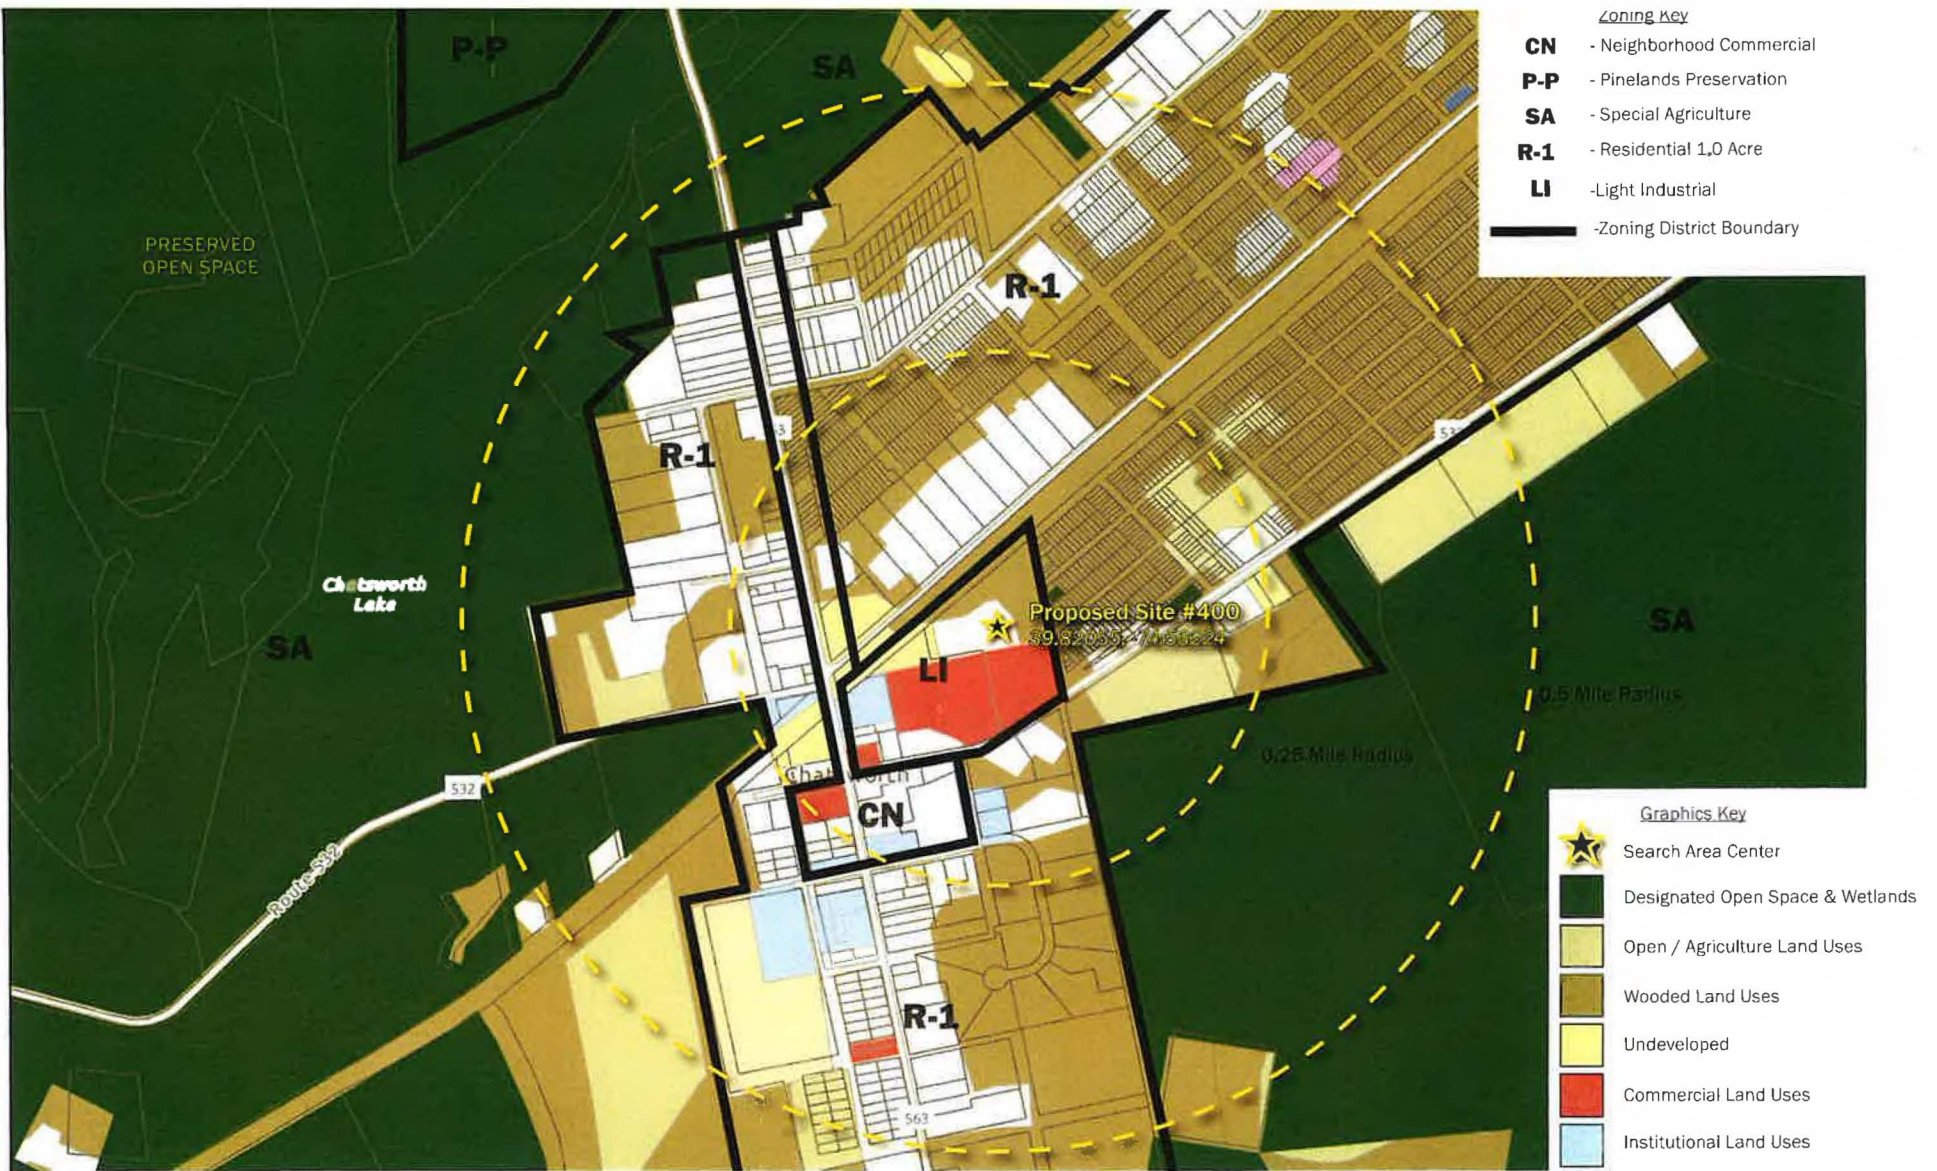 Zoning Key
CN - Neighborhood Commercial
P-P - Pinelands Preservation
SA - Special Agriculture
R-1 - Residential 1.0 Acre
LI -Light Industrial
-Zoning District Boundary
P-P
SA
PRESERVED
OPEN SPACE
R-1
R-1
Chatsworth
Lake
SA
Proposed Site #400
SA
LI
0.5 Mile Radius
0.25 Mile Radius
532
CN
Route 532
R-1
563
Graphics Key
Search Area Center
Designated Open Space & Wetlands
Open / Agriculture Land Uses
Wooded Land Uses
Undeveloped
Commercial Land Uses
Institutional Land Uses